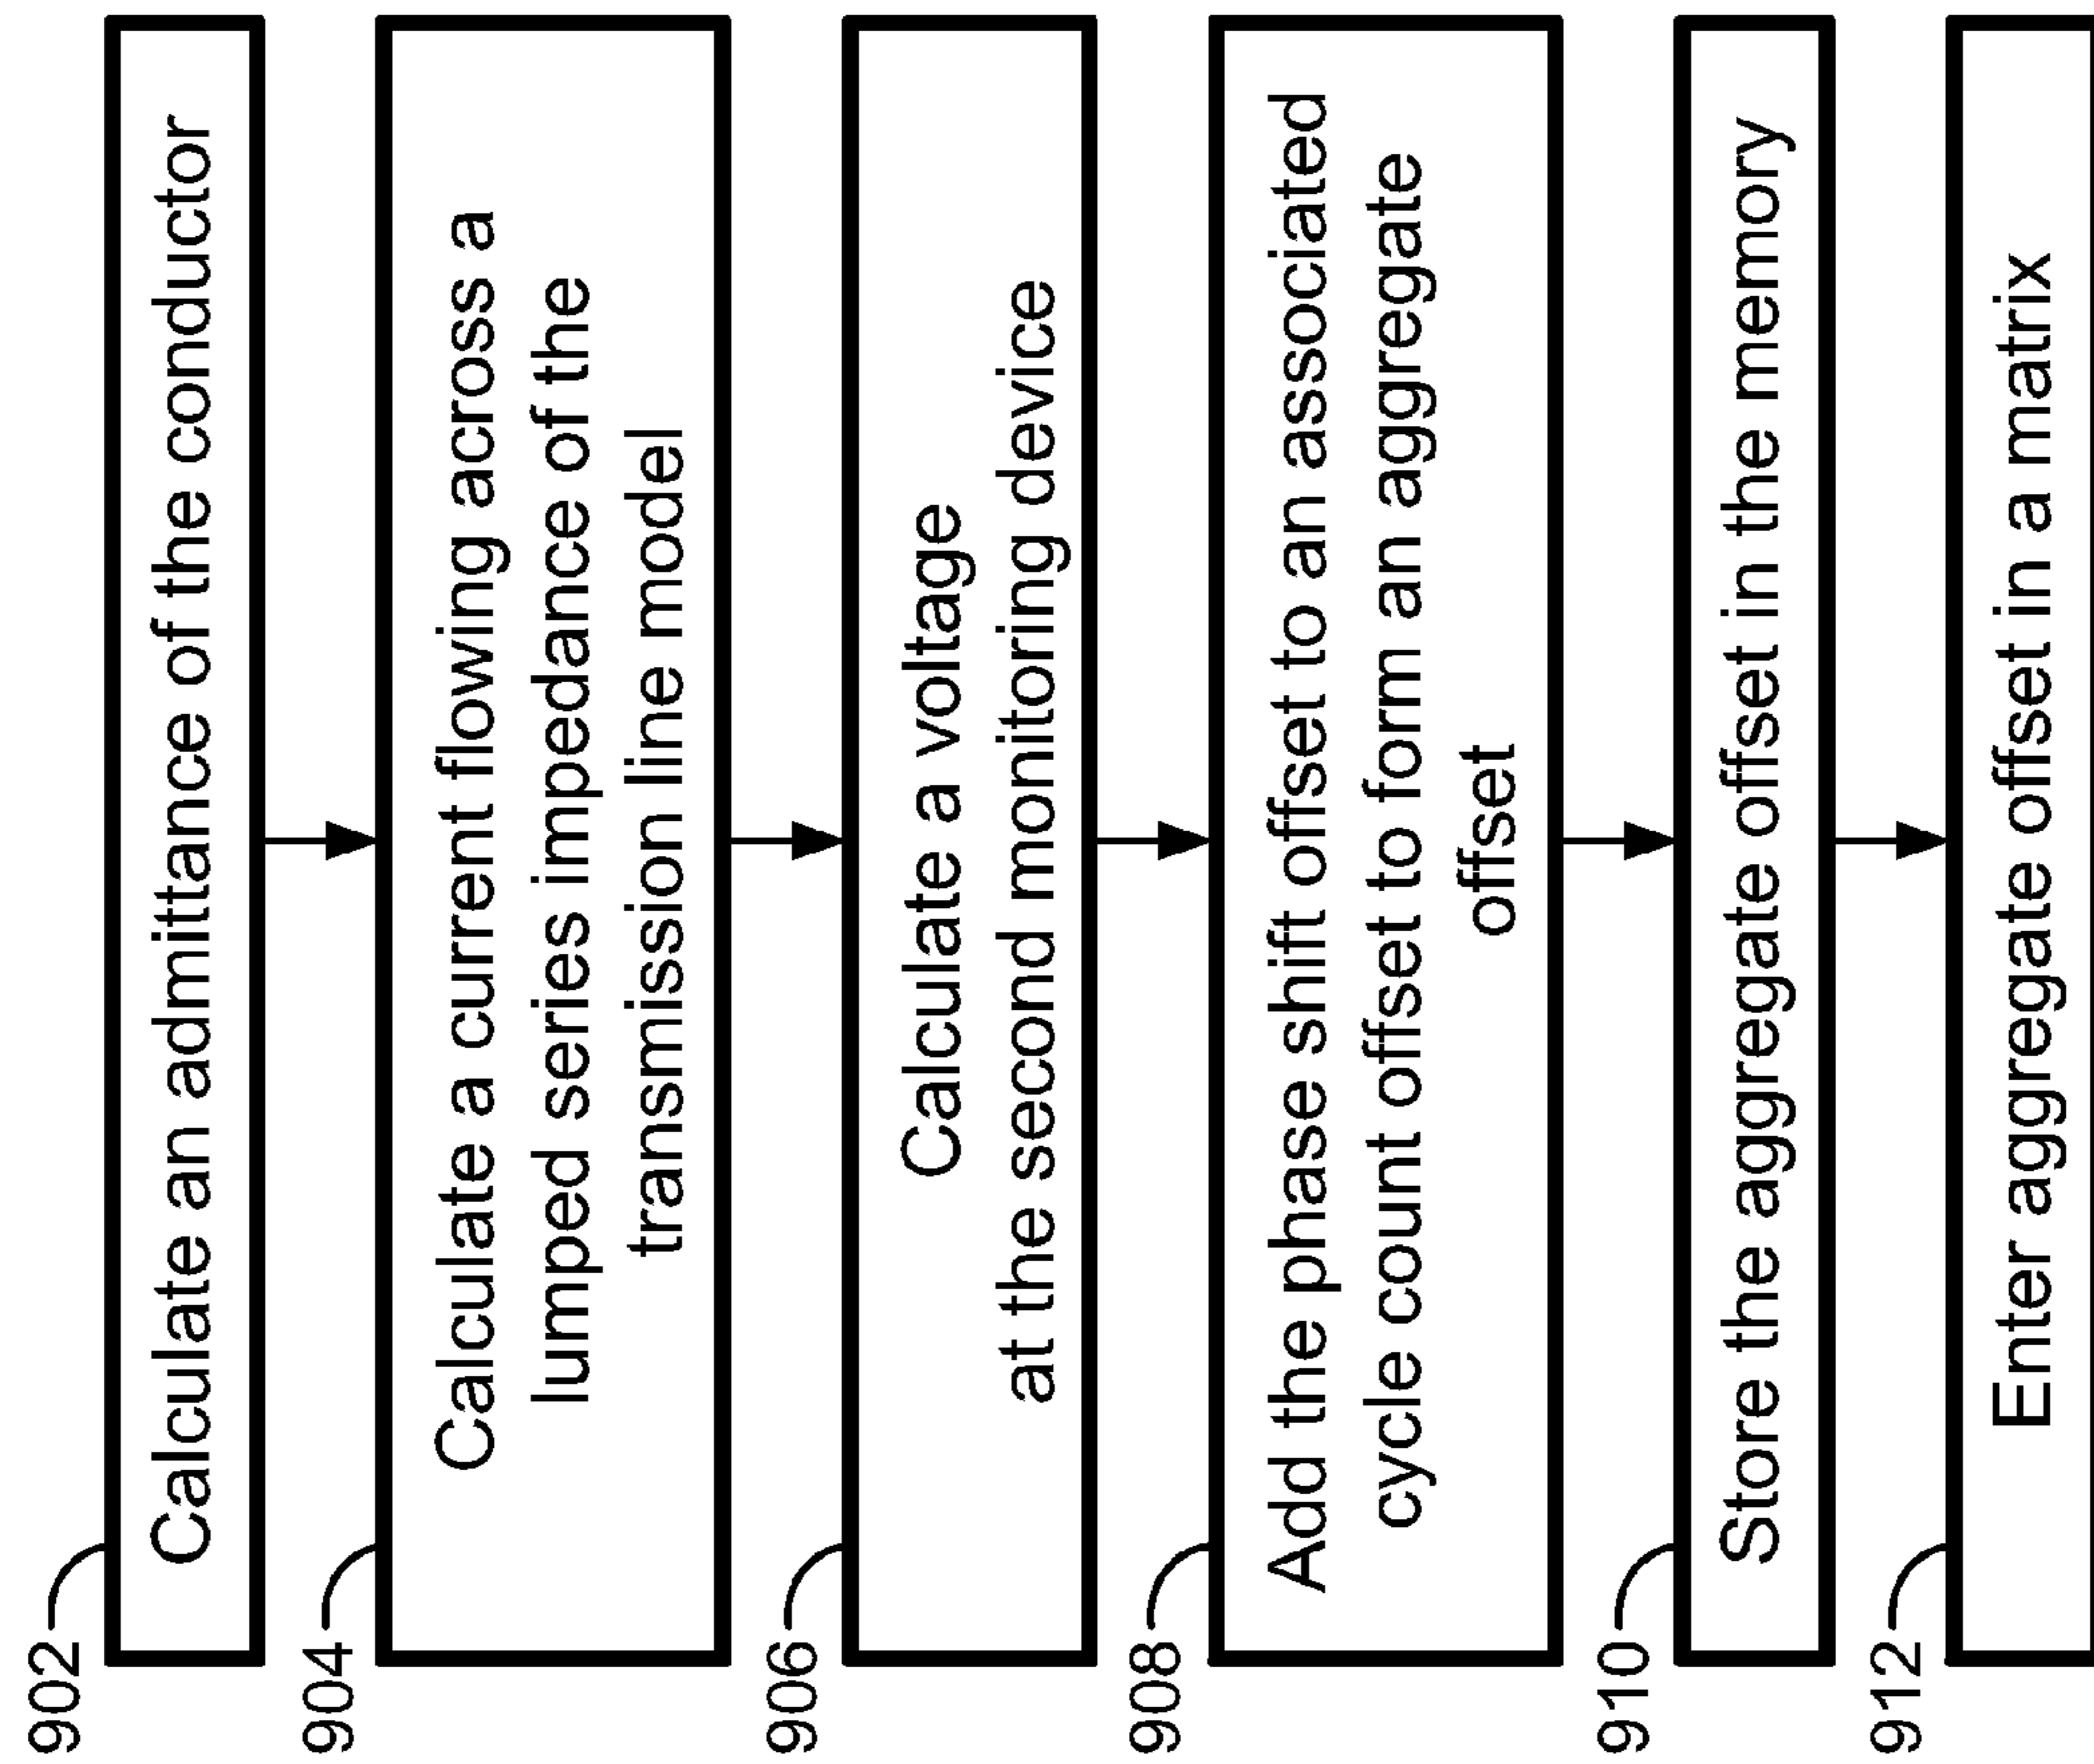 902
Calculate an admittance of the conductor
904
Calculate a current flowing across a
lumped series impedance of the
transmission line model
906
Calculate a voltage
at the second monitoring device
908
Add the phase shift offset to an associated
cycle count offset to form an aggregate
offset
910
Store the aggregate offset in the memory
912
Enter aggregate offset in a matrix